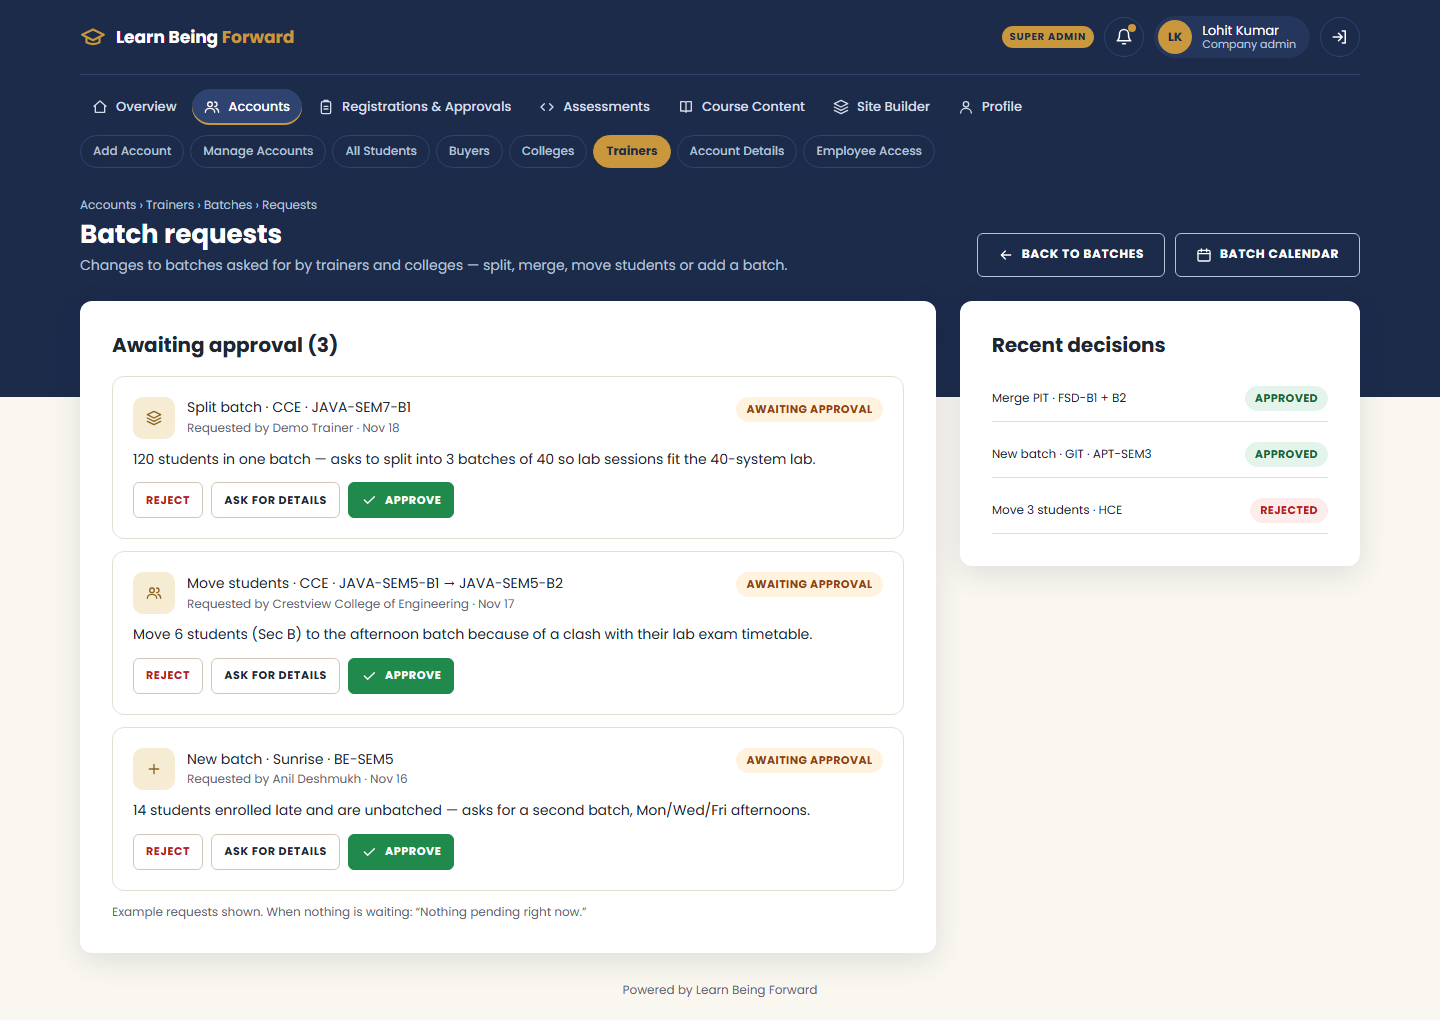 Learn Being Forward
SUPER ADMIN
LK
Lohit Kumar
Company admin
Overview
Accounts
Registrations & Approvals
Assessments
Course Content
Site Builder
Profile
Add Account
Manage Accounts
All Students
Buyers
Colleges
Trainers
Account Details
Employee Access
Accounts › Trainers › Batches › Requests
Batch requests
Changes to batches asked for by trainers and colleges — split, merge, move students or add a batch.
BACK TO BATCHES
BATCH CALENDAR
Awaiting approval (3)
Split batch · CCE · JAVA-SEM7-B1
Requested by Demo Trainer · Nov 18
AWAITING APPROVAL
120 students in one batch — asks to split into 3 batches of 40 so lab sessions fit the 40-system lab.
REJECT
ASK FOR DETAILS
APPROVE
Move students · CCE · JAVA-SEM5-B1 → JAVA-SEM5-B2
Requested by Crestview College of Engineering · Nov 17
AWAITING APPROVAL
Move 6 students (Sec B) to the afternoon batch because of a clash with their lab exam timetable.
REJECT
ASK FOR DETAILS
APPROVE
New batch · Sunrise · BE-SEM5
Requested by Anil Deshmukh · Nov 16
AWAITING APPROVAL
14 students enrolled late and are unbatched — asks for a second batch, Mon/Wed/Fri afternoons.
REJECT
ASK FOR DETAILS
APPROVE
Example requests shown. When nothing is waiting: “Nothing pending right now.”
Recent decisions
Merge PIT · FSD-B1 + B2
APPROVED
New batch · GIT · APT-SEM3
APPROVED
Move 3 students · HCE
REJECTED
Powered by Learn Being Forward